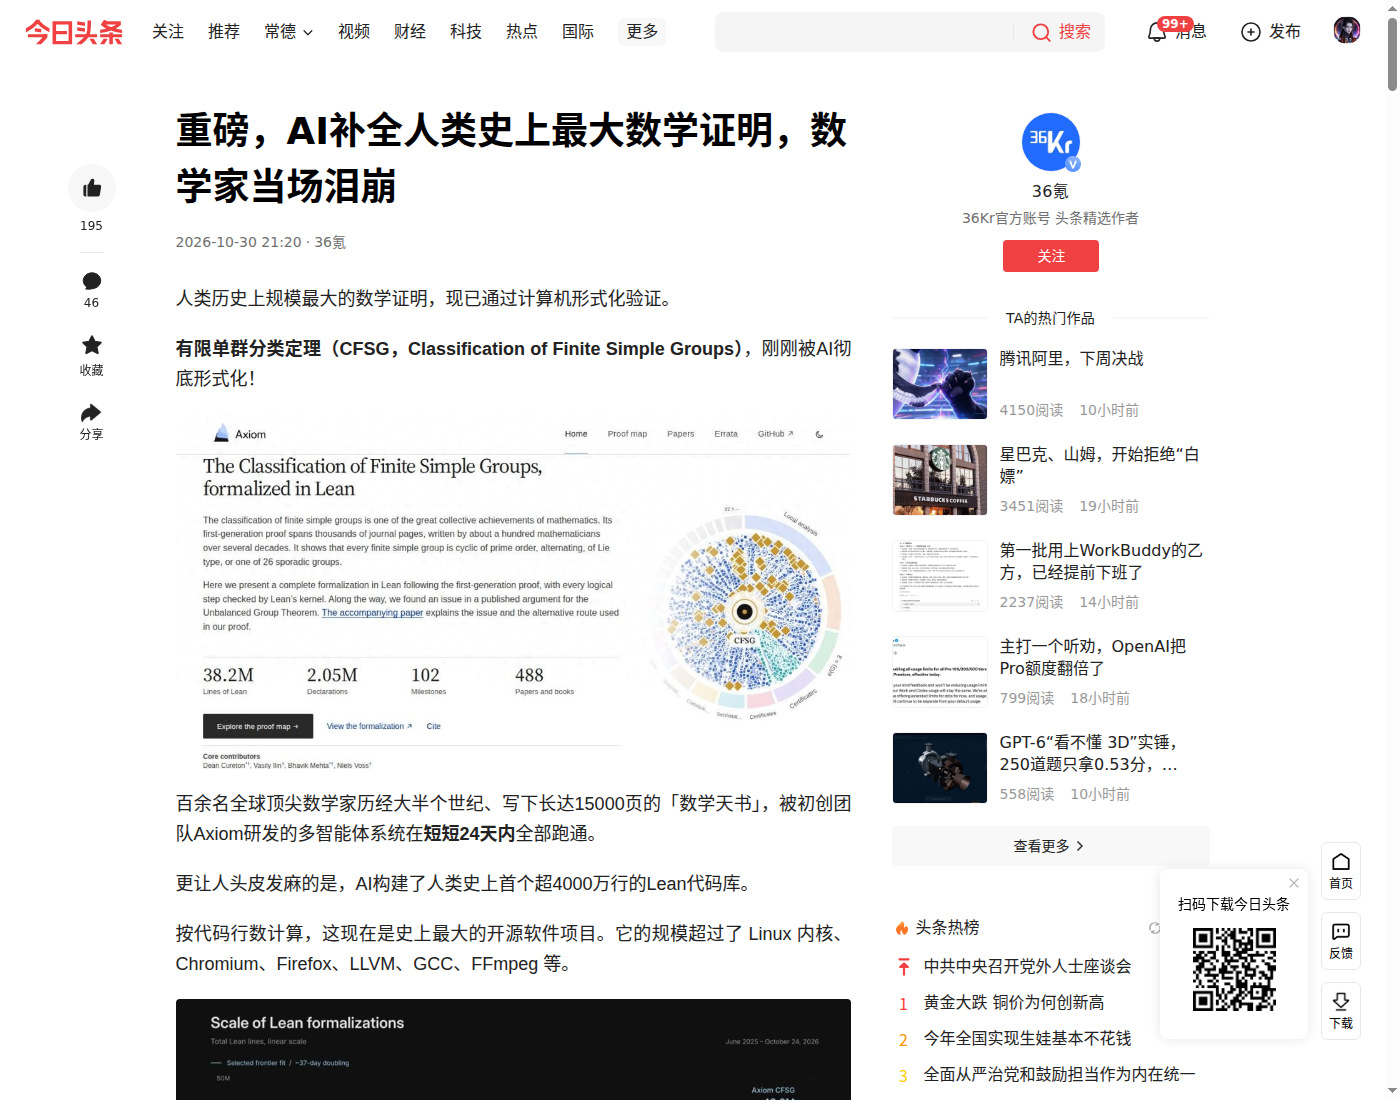 今日头条
关注 推荐 常德 视频 财经 科技 热点 国际 更多
搜索
99+
消息
发布
重磅，AI补全人类史上最大数学证明，数
学家当场泪崩
2026-10-30 21:20 · 36氪
195
46
收藏
分享
人类历史上规模最大的数学证明，现已通过计算机形式化验证。
有限单群分类定理（CFSG，Classification of Finite Simple Groups），刚刚被AI彻
底形式化！
Axiom
Home Proof map Papers Errata GitHub ↗
The Classification of Finite Simple Groups,
formalized in Lean
The classification of finite simple groups is one of the great collective achievements of mathematics. Its
first-generation proof spans thousands of journal pages, written by about a hundred mathematicians
over several decades. It shows that every finite simple group is cyclic of prime order, alternating, of Lie
type, or one of 26 sporadic groups.
Here we present a complete formalization in Lean following the first-generation proof, with every logical
step checked by Lean's kernel. Along the way, we found an issue in a published argument for the
Unbalanced Group Theorem. The accompanying paper explains the issue and the alternative route used
in our proof.
38.2M 2.05M 102 488
Lines of Lean Declarations Milestones Papers and books
Explore the proof map → View the formalization ↗ Cite
Core contributors
Dean Cureton*†, Vasily Ilin†, Bhavik Mehta*†, Niels Voss†
Local analysis
CFSG
Certificates
Certificates
百余名全球顶尖数学家历经大半个世纪、写下长达15000页的「数学天书」，被初创团
队Axiom研发的多智能体系统在短短24天内全部跑通。
更让人头皮发麻的是，AI构建了人类史上首个超4000万行的Lean代码库。
按代码行数计算，这现在是史上最大的开源软件项目。它的规模超过了 Linux 内核、
Chromium、Firefox、LLVM、GCC、FFmpeg 等。
Scale of Lean formalizations
Total Lean lines, linear scale
June 2025 – October 24, 2026
Selected frontier fit / ~37-day doubling
50M
Axiom CFSG
36Kr
V
36氪
36Kr官方账号 头条精选作者
关注
TA的热门作品
腾讯阿里，下周决战
4150阅读 10小时前
STARBUCKS COFFEE
星巴克、山姆，开始拒绝“白
嫖”
3451阅读 19小时前
第一批用上WorkBuddy的乙
方，已经提前下班了
2237阅读 14小时前
主打一个听劝，OpenAI把
Pro额度翻倍了
799阅读 18小时前
GPT-6“看不懂 3D”实锤，
250道题只拿0.53分，...
558阅读 10小时前
查看更多
头条热榜
中共中央召开党外人士座谈会
1 黄金大跌 铜价为何创新高
2 今年全国实现生娃基本不花钱
3 全面从严治党和鼓励担当作为内在统一
扫码下载今日头条
首页
反馈
下载